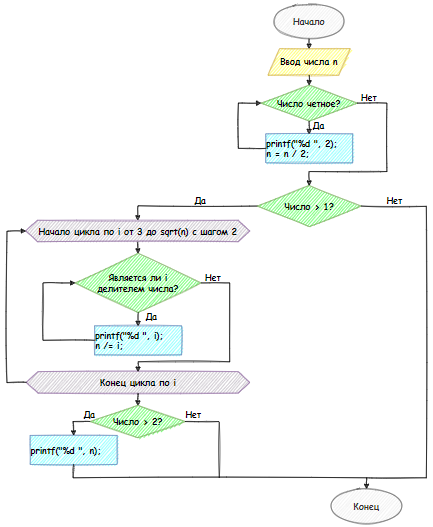 Начало
Ввод числа n
Число четное?
Нет
Да
printf("%d ", 2);
n = n / 2;
Число > 1?
Да
Нет
Начало цикла по i от 3 до sqrt(n) с шагом 2
Является ли i
делителем числа?
Нет
Да
printf("%d ", i);
n /= i;
Конец цикла по i
Число > 2?
Да
Нет
printf("%d ", n);
Конец